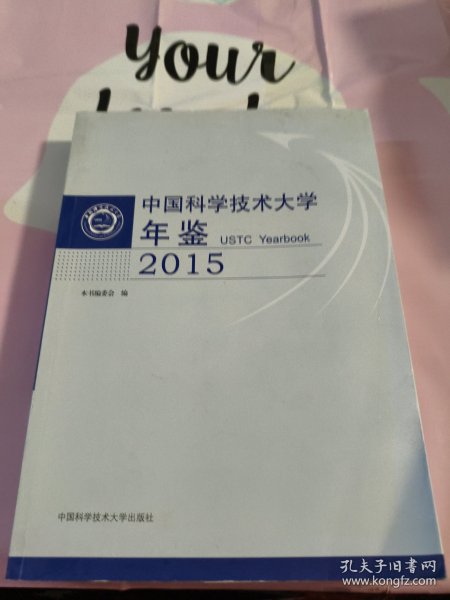 your
中国科学技术大学
年鉴 USTC Yearbook
2015
本书编委会 编
中国科学技术大学出版社
孔夫子旧书网
www.kongfz.com